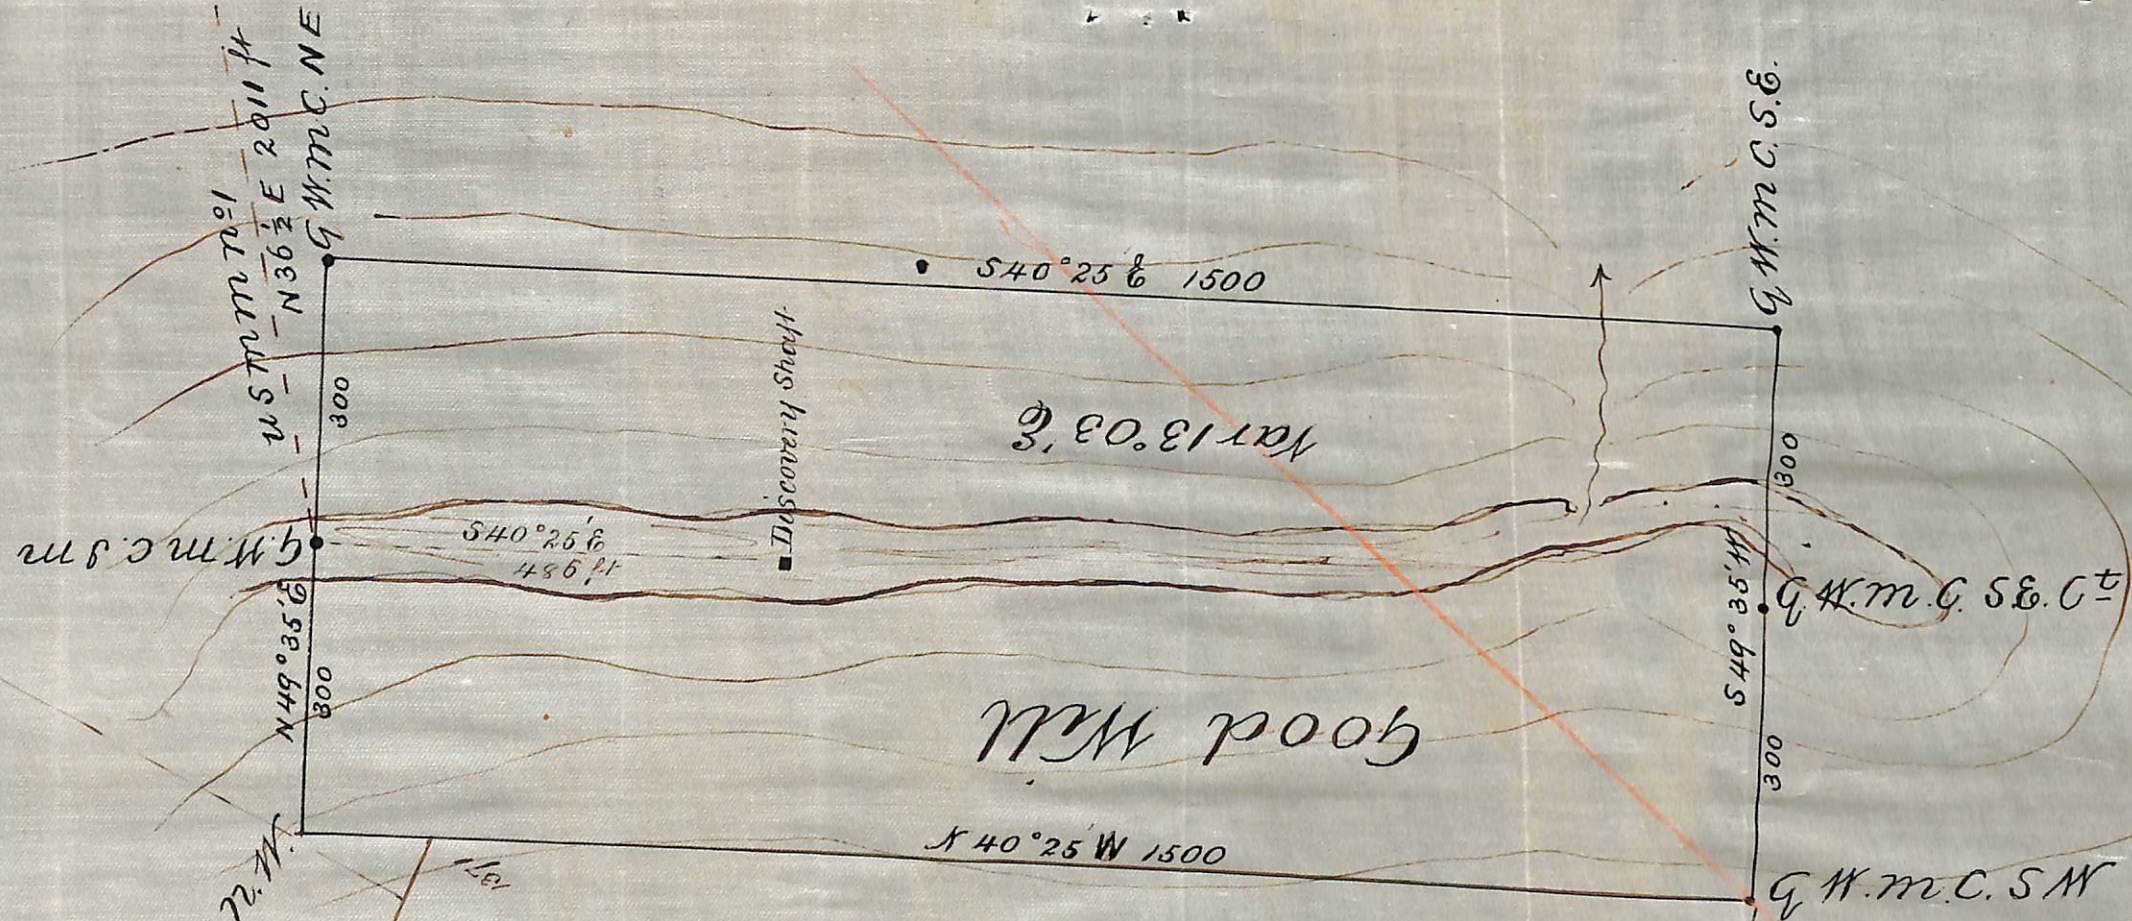 U S M M No 1
N 36½ E 2011 ft
G W. M C. N E
G. W. M. C. S. E.
S 40° 25' E 1500
300
Discovery Shaft
Var 13° 03' E
300
G. W. M C. I M
S 40° 25' E
486 ft
N 49° 35' E
300
S 49° 35' W
G. W. M. C. S E. C t
Good Will
300
N 40° 25' W 1500
N. W.
G W. M. C. S W